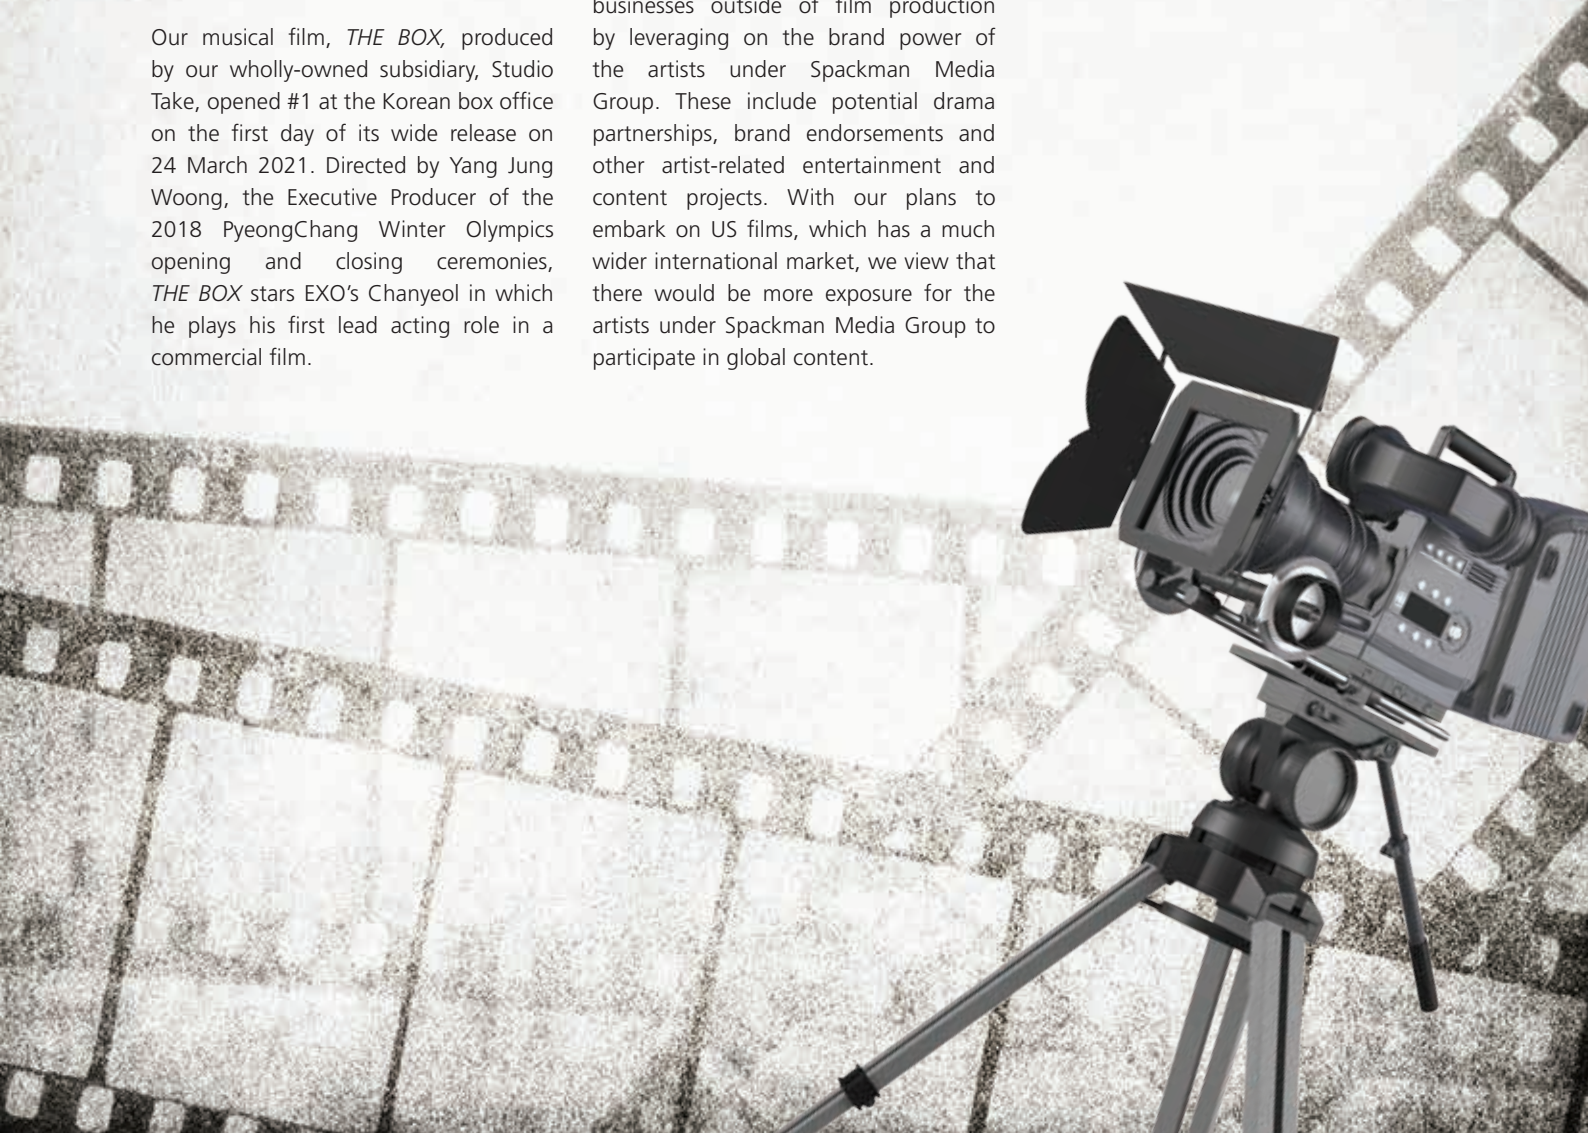 Our musical film, THE BOX, produced
by our wholly-owned subsidiary, Studio
Take, opened #1 at the Korean box office
on the first day of its wide release on
24 March 2021. Directed by Yang Jung
Woong, the Executive Producer of the
2018 PyeongChang Winter Olympics
opening and closing ceremonies,
THE BOX stars EXO’s Chanyeol in which
he plays his first lead acting role in a
commercial film.
businesses outside of film production
by leveraging on the brand power of
the artists under Spackman Media
Group. These include potential drama
partnerships, brand endorsements and
other artist-related entertainment and
content projects. With our plans to
embark on US films, which has a much
wider international market, we view that
there would be more exposure for the
artists under Spackman Media Group to
participate in global content.